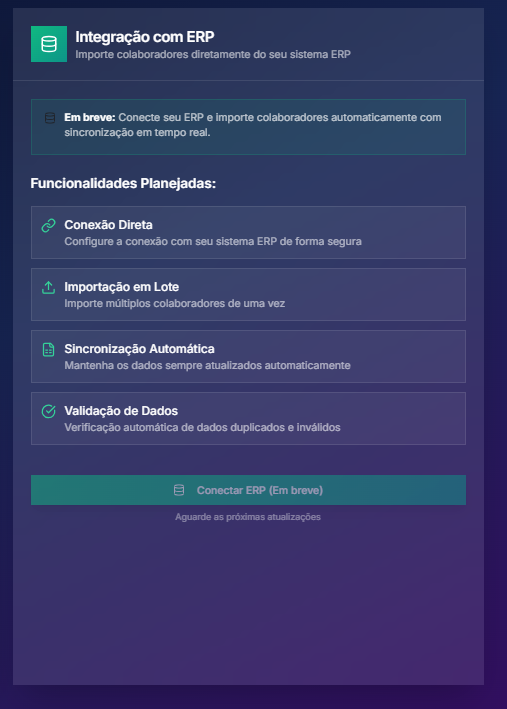 Integração com ERP
Importe colaboradores diretamente do seu sistema ERP
Em breve: Conecte seu ERP e importe colaboradores automaticamente com
sincronização em tempo real.
Funcionalidades Planejadas:
Conexão Direta
Configure a conexão com seu sistema ERP de forma segura
Importação em Lote
Importe múltiplos colaboradores de uma vez
Sincronização Automática
Mantenha os dados sempre atualizados automaticamente
Validação de Dados
Verificação automática de dados duplicados e inválidos
Conectar ERP (Em breve)
Aguarde as próximas atualizações